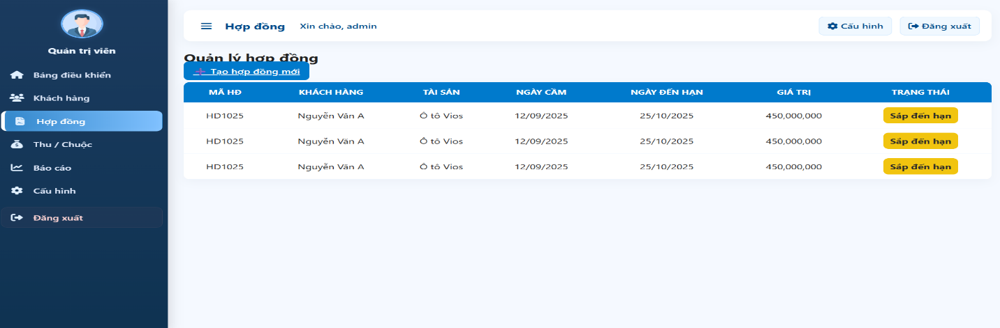 Quản trị viên
Bảng điều khiển
Khách hàng
Hợp đồng
Thu / Chuộc
Báo cáo
Cấu hình
Đăng xuất
Hợp đồng Xin chào, admin Cấu hình Đăng xuất
Quản lý hợp đồng
Tạo hợp đồng mới
MÃ HĐ KHÁCH HÀNG TÀI SẢN NGÀY CẦM NGÀY ĐẾN HẠN GIÁ TRỊ TRẠNG THÁI
HD1025 Nguyễn Văn A Ô tô Vios 12/09/2025 25/10/2025 450,000,000 Sắp đến hạn
HD1025 Nguyễn Văn A Ô tô Vios 12/09/2025 25/10/2025 450,000,000 Sắp đến hạn
HD1025 Nguyễn Văn A Ô tô Vios 12/09/2025 25/10/2025 450,000,000 Sắp đến hạn